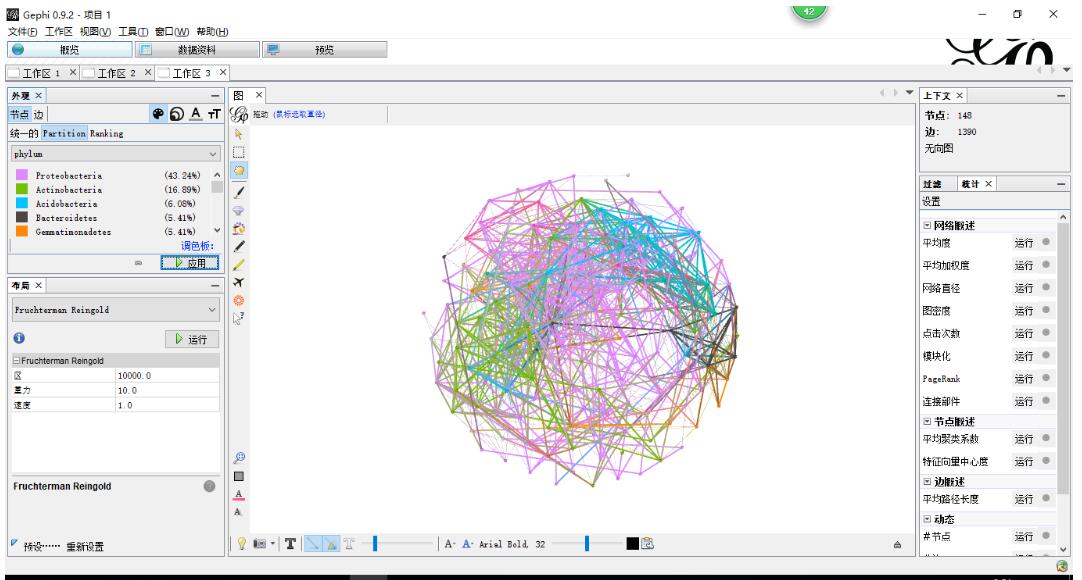 Gephi 0.9.2 - 项目 1
42
文件(F) 工作区 视图(V) 工具(T) 窗口(W) 帮助(H)
概览 数据资料 预览
工作区 1 工作区 2 工作区 3
外观
节点 边
统一的 Partition Ranking
phylum
Proteobacteria (43.24%)
Actinobacteria (16.89%)
Acidobacteria (6.08%)
Bacteroidetes (5.41%)
Gemmatimonadetes (5.41%)
调色板:
应用
布局
Fruchterman Reingold
运行
Fruchterman Reingold
区 10000.0
重力 10.0
速度 1.0
Fruchterman Reingold
预设...... 重新设置
图
拖动 (鼠标选取直径)
T
A- A- Arial Bold, 32
上下文
节点: 148
边: 1390
无向图
过滤 统计
设置
网络概述
平均度 运行
平均加权度 运行
网络直径 运行
图密度 运行
点击次数 运行
模块化 运行
PageRank 运行
连接部件 运行
节点概述
平均聚类系数 运行
特征向量中心度 运行
边概述
平均路径长度 运行
动态
#节点 运行